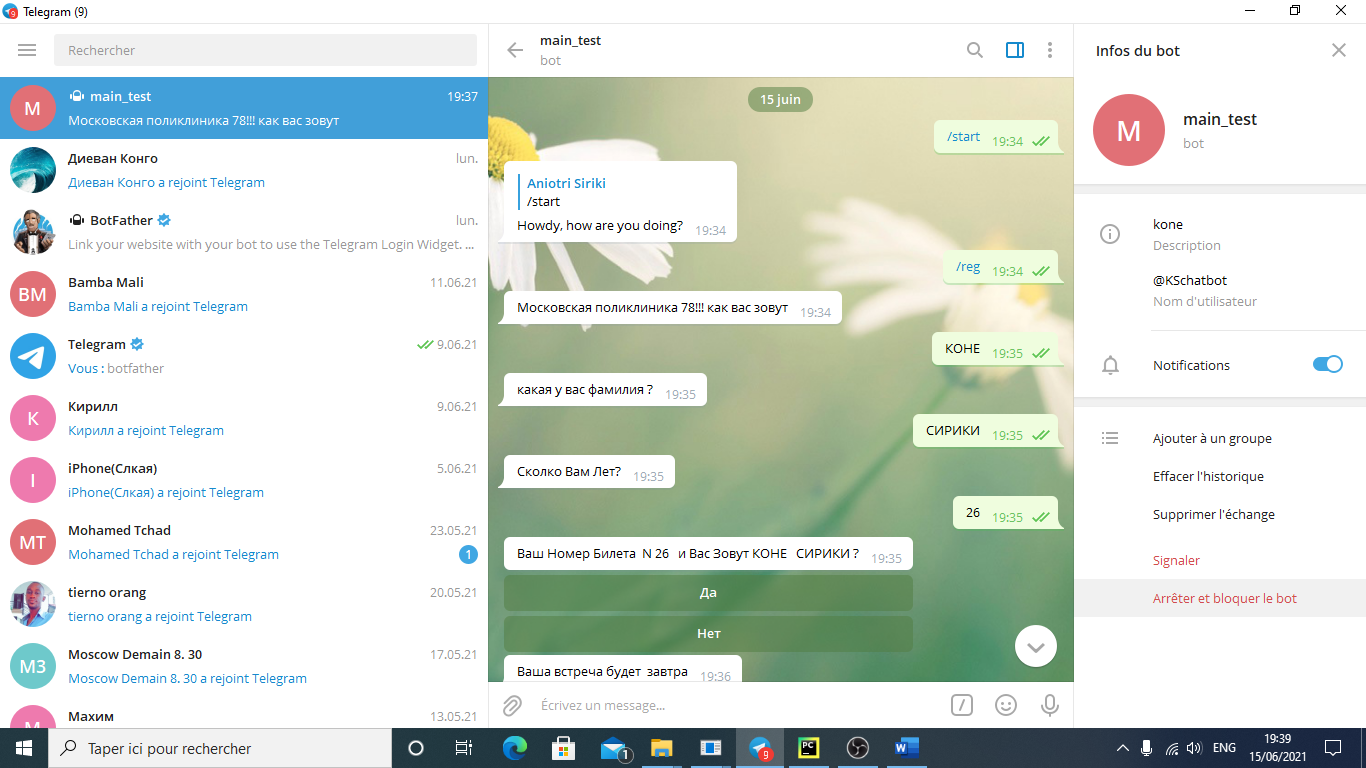 Telegram (9)
Rechercher
M
main_test
19:37
Московская поликлиника 78!!! как вас зовут
Диеван Конго
lun.
Диеван Конго a rejoint Telegram
BotFather
lun.
Link your website with your bot to use the Telegram Login Widget. ...
BM
Bamba Mali
11.06.21
Bamba Mali a rejoint Telegram
Telegram
9.06.21
Vous : botfather
К
Кирилл
9.06.21
Кирилл a rejoint Telegram
I
iPhone(Слкая)
5.06.21
iPhone(Слкая) a rejoint Telegram
MT
Mohamed Tchad
23.05.21
Mohamed Tchad a rejoint Telegram
1
tierno orang
20.05.21
tierno orang a rejoint Telegram
M3
Moscow Demain 8. 30
17.05.21
Moscow Demain 8. 30 a rejoint Telegram
М
Махим
13.05.21
main_test
bot
15 juin
/start 19:34
Aniotri Siriki
/start
Howdy, how are you doing? 19:34
/reg 19:34
Московская поликлиника 78!!! как вас зовут 19:34
КОНЕ 19:35
какая у вас фамилия ? 19:35
СИРИКИ 19:35
Сколко Вам Лет? 19:35
26 19:35
Ваш Номер Билета N 26 и Вас Зовут КОНЕ СИРИКИ ? 19:35
Да
Нет
Ваша встреча будет завтра 19:36
Écrivez un message...
Infos du bot
M
main_test
bot
kone
Description
@KSchatbot
Nom d'utilisateur
Notifications
Ajouter à un groupe
Effacer l'historique
Supprimer l'échange
Signaler
Arrêter et bloquer le bot
Taper ici pour rechercher
1
9
PC
W
ENG
19:39
15/06/2021